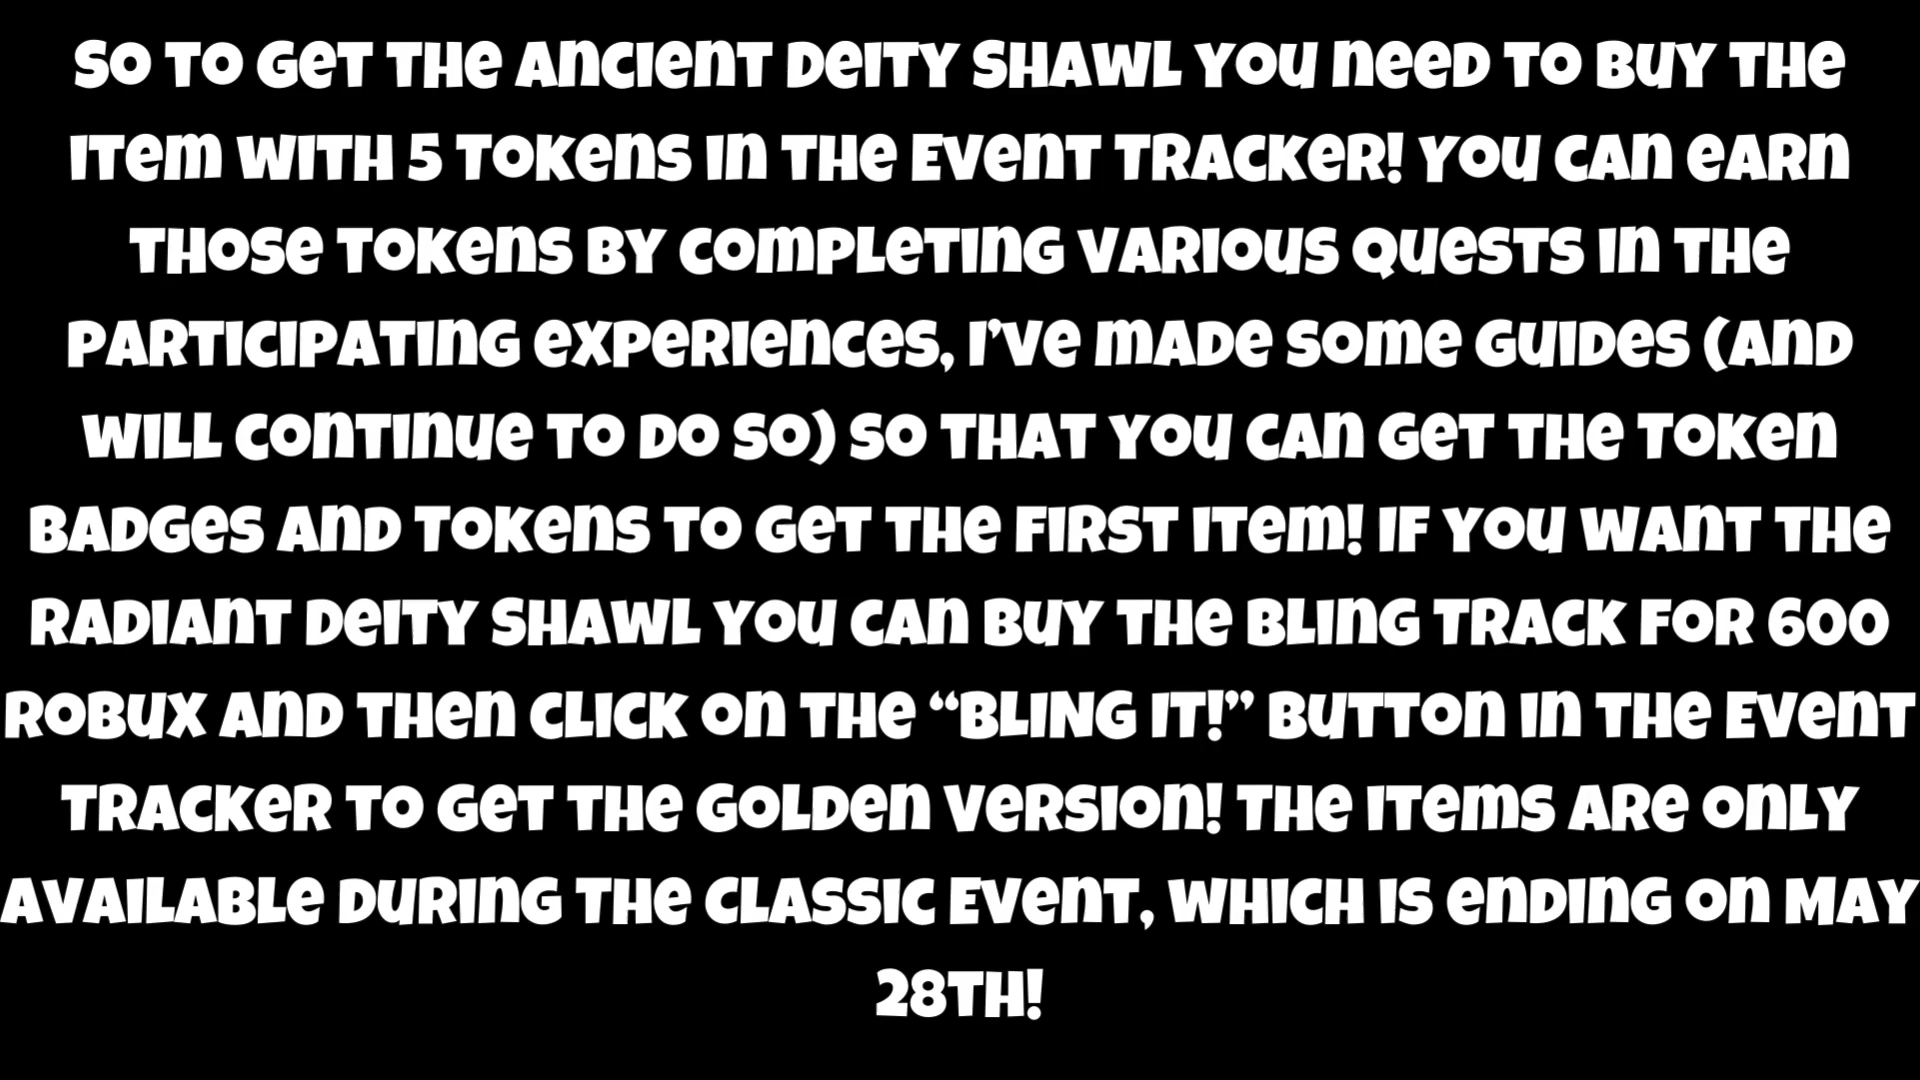 So to get the Ancient Deity Shawl you need to buy the
item with 5 Tokens in the Event Tracker! You can earn
those tokens by completing various quests in the
participating experiences, I’ve made some guides (and
will continue to do so) so that you can get the token
badges and tokens to get the first item! If you want the
Radiant Deity Shawl you can buy the Bling Track for 600
Robux and then click on the “BLING IT!” button in the Event
Tracker to get the golden version! The items are only
available during the Classic Event, which is ending on May
28th!